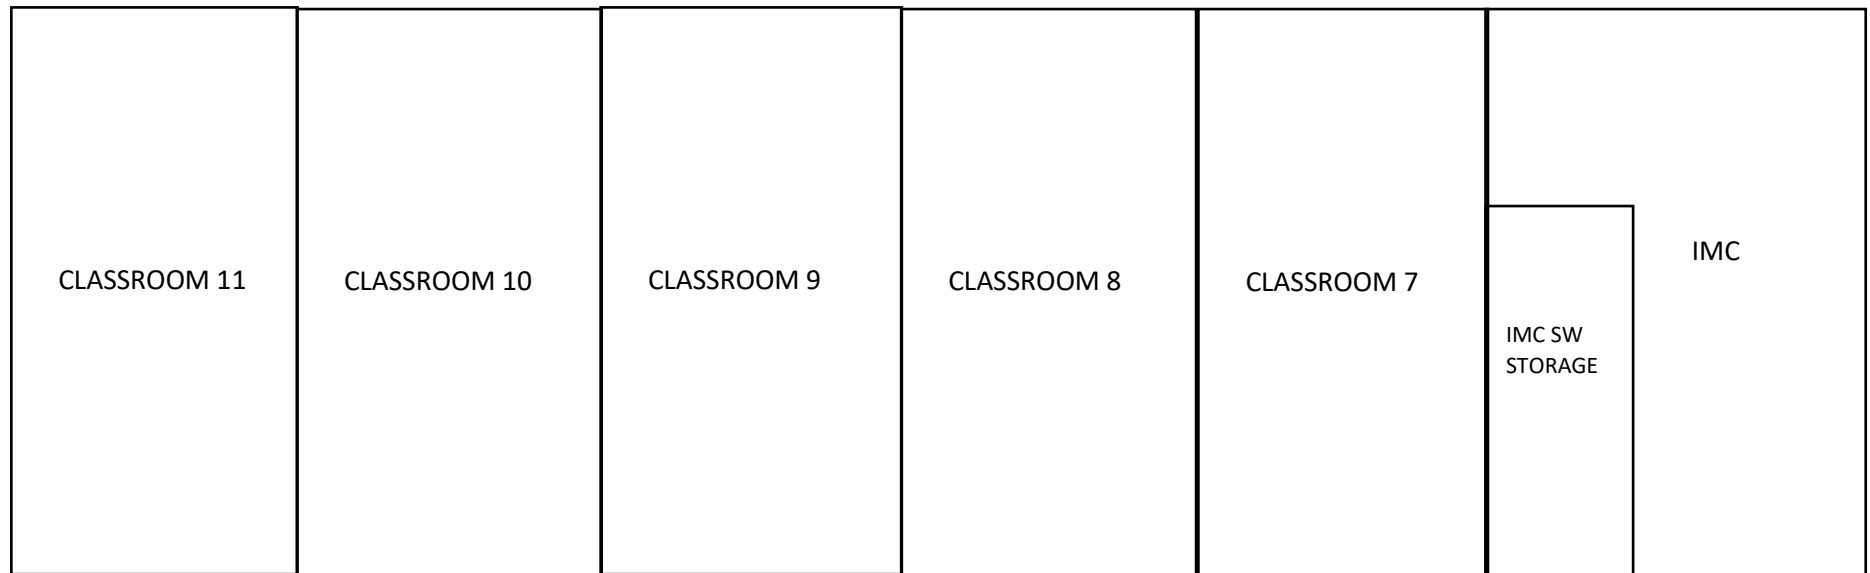 CLASSROOM 11
CLASSROOM 10
CLASSROOM 9
CLASSROOM 8
CLASSROOM 7
IMC SW
STORAGE
IMC